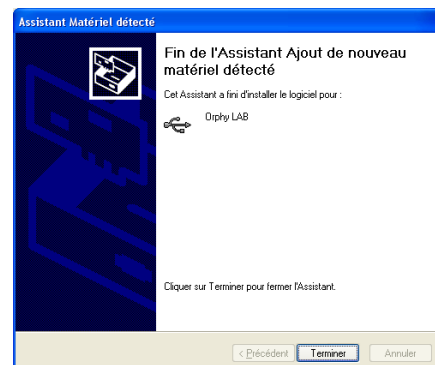 Assistant Matériel détecté
Fin de l'Assistant Ajout de nouveau
matériel détecté
Cet Assistant a fini d'installer le logiciel pour :
Orphy LAB
Cliquer sur Terminer pour fermer l'Assistant.
< Précédent
Terminer
Annuler